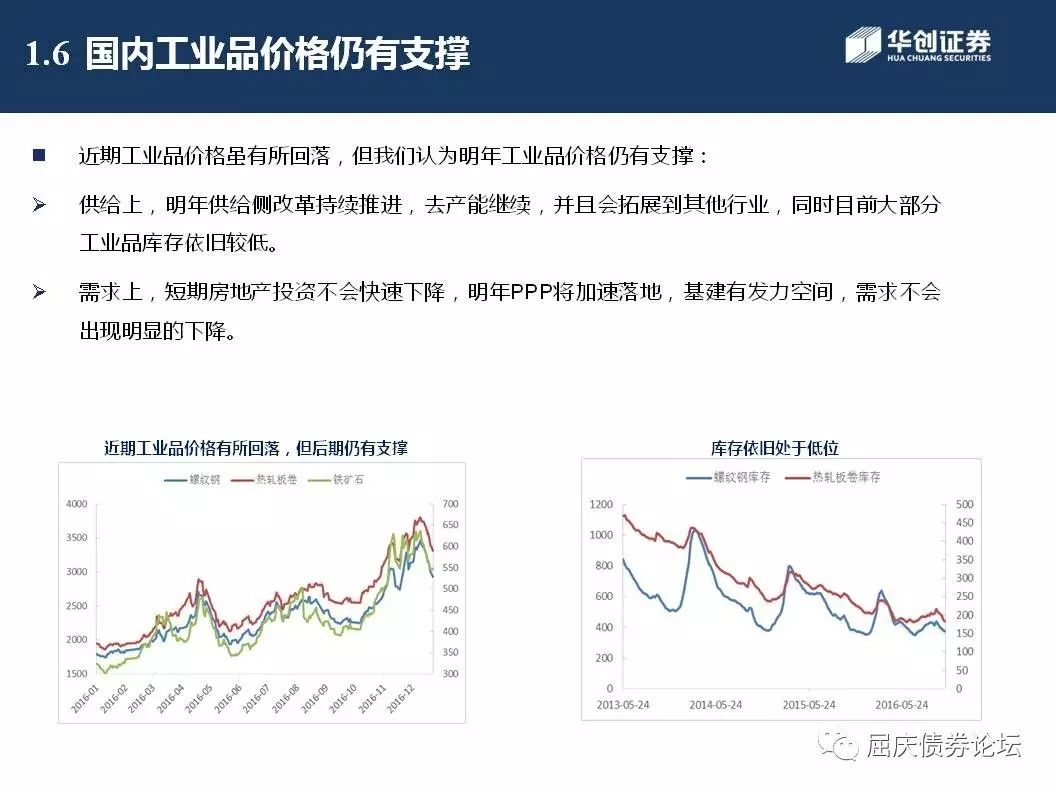 1.6 国内工业品价格仍有支撑
华创证券
HUA CHUANG SECURITIES
近期工业品价格虽有所回落，但我们认为明年工业品价格仍有支撑：
供给上，明年供给侧改革持续推进，去产能继续，并且会拓展到其他行业，同时目前大部分
工业品库存依旧较低。
需求上，短期房地产投资不会快速下降，明年PPP将加速落地，基建有发力空间，需求不会
出现明显的下降。
近期工业品价格有所回落，但后期仍有支撑
螺纹钢 热轧板卷 铁矿石
4000
3500
3000
2500
2000
1500
700
650
600
550
500
450
400
350
300
2016-01 2016-02 2016-03 2016-04 2016-05 2016-06 2016-07 2016-08 2016-09 2016-10 2016-11 2016-12
库存依旧处于低位
螺纹钢库存 热轧板卷库存
1200
1000
800
600
400
200
0
500
450
400
350
300
250
200
150
100
50
0
2013-05-24 2014-05-24 2015-05-24 2016-05-24
屈庆债券论坛